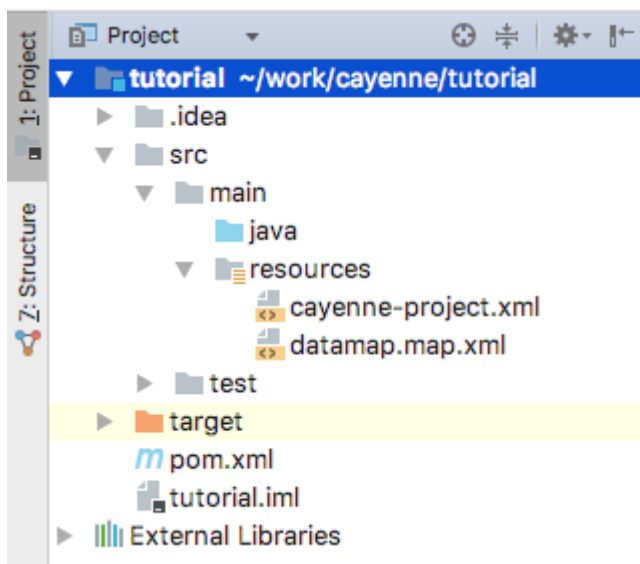 1: Project
7: Structure
Project
tutorial ~/work/cayenne/tutorial
.idea
src
main
java
resources
cayenne-project.xml
datamap.map.xml
test
target
pom.xml
tutorial.iml
External Libraries